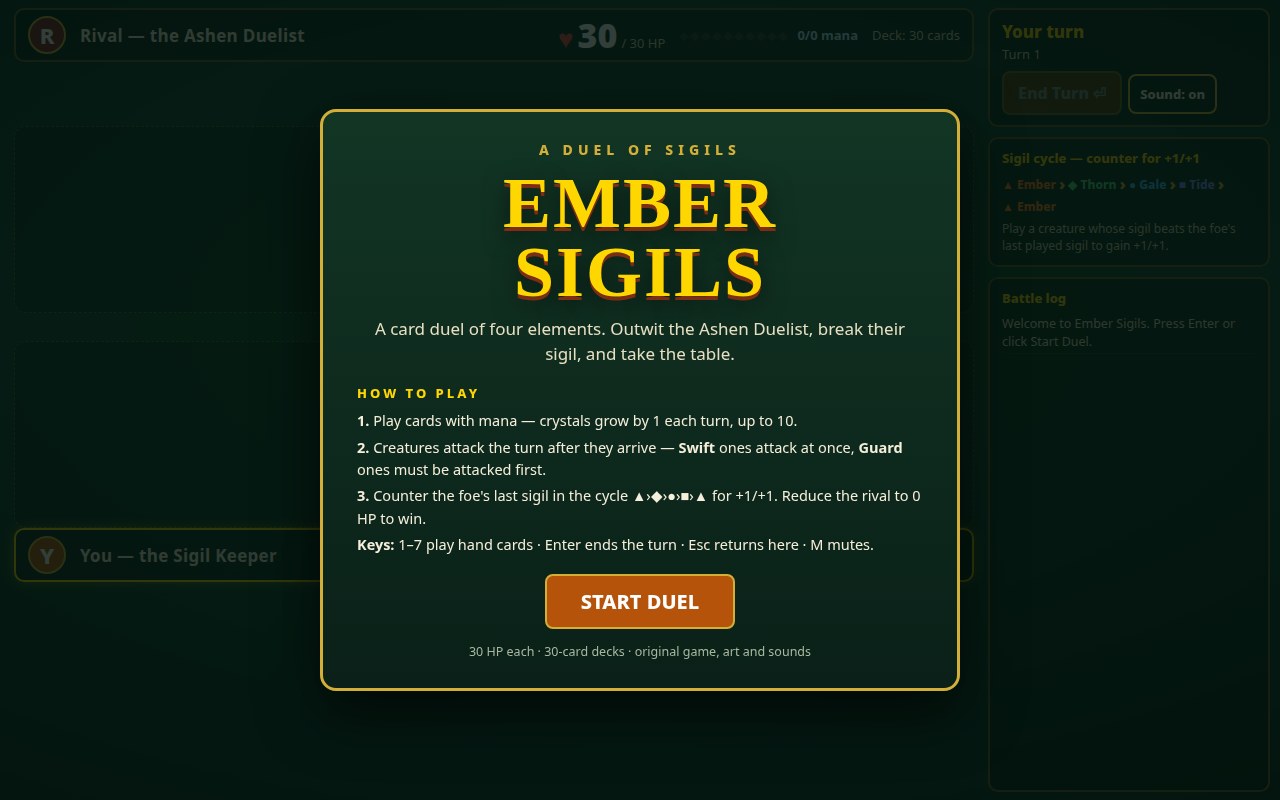 R Rival — the Ashen Duelist ♥ 30 / 30 HP 0/0 mana Deck: 30 cards
Your turn
Turn 1
End Turn ⏎ Sound: on
Sigil cycle — counter for +1/+1
▲ Ember › ◆ Thorn › ● Gale › ■ Tide ›
▲ Ember
Play a creature whose sigil beats the foe's
last played sigil to gain +1/+1.
Battle log
Welcome to Ember Sigils. Press Enter or
click Start Duel.
A DUEL OF SIGILS
EMBER
SIGILS
A card duel of four elements. Outwit the Ashen Duelist, break their
sigil, and take the table.
HOW TO PLAY
1. Play cards with mana — crystals grow by 1 each turn, up to 10.
2. Creatures attack the turn after they arrive — Swift ones attack at once, Guard
ones must be attacked first.
3. Counter the foe's last sigil in the cycle ▲›◆›●›■›▲ for +1/+1. Reduce the rival to 0
HP to win.
Keys: 1–7 play hand cards · Enter ends the turn · Esc returns here · M mutes.
START DUEL
30 HP each · 30-card decks · original game, art and sounds
Y You — the Sigil Keeper